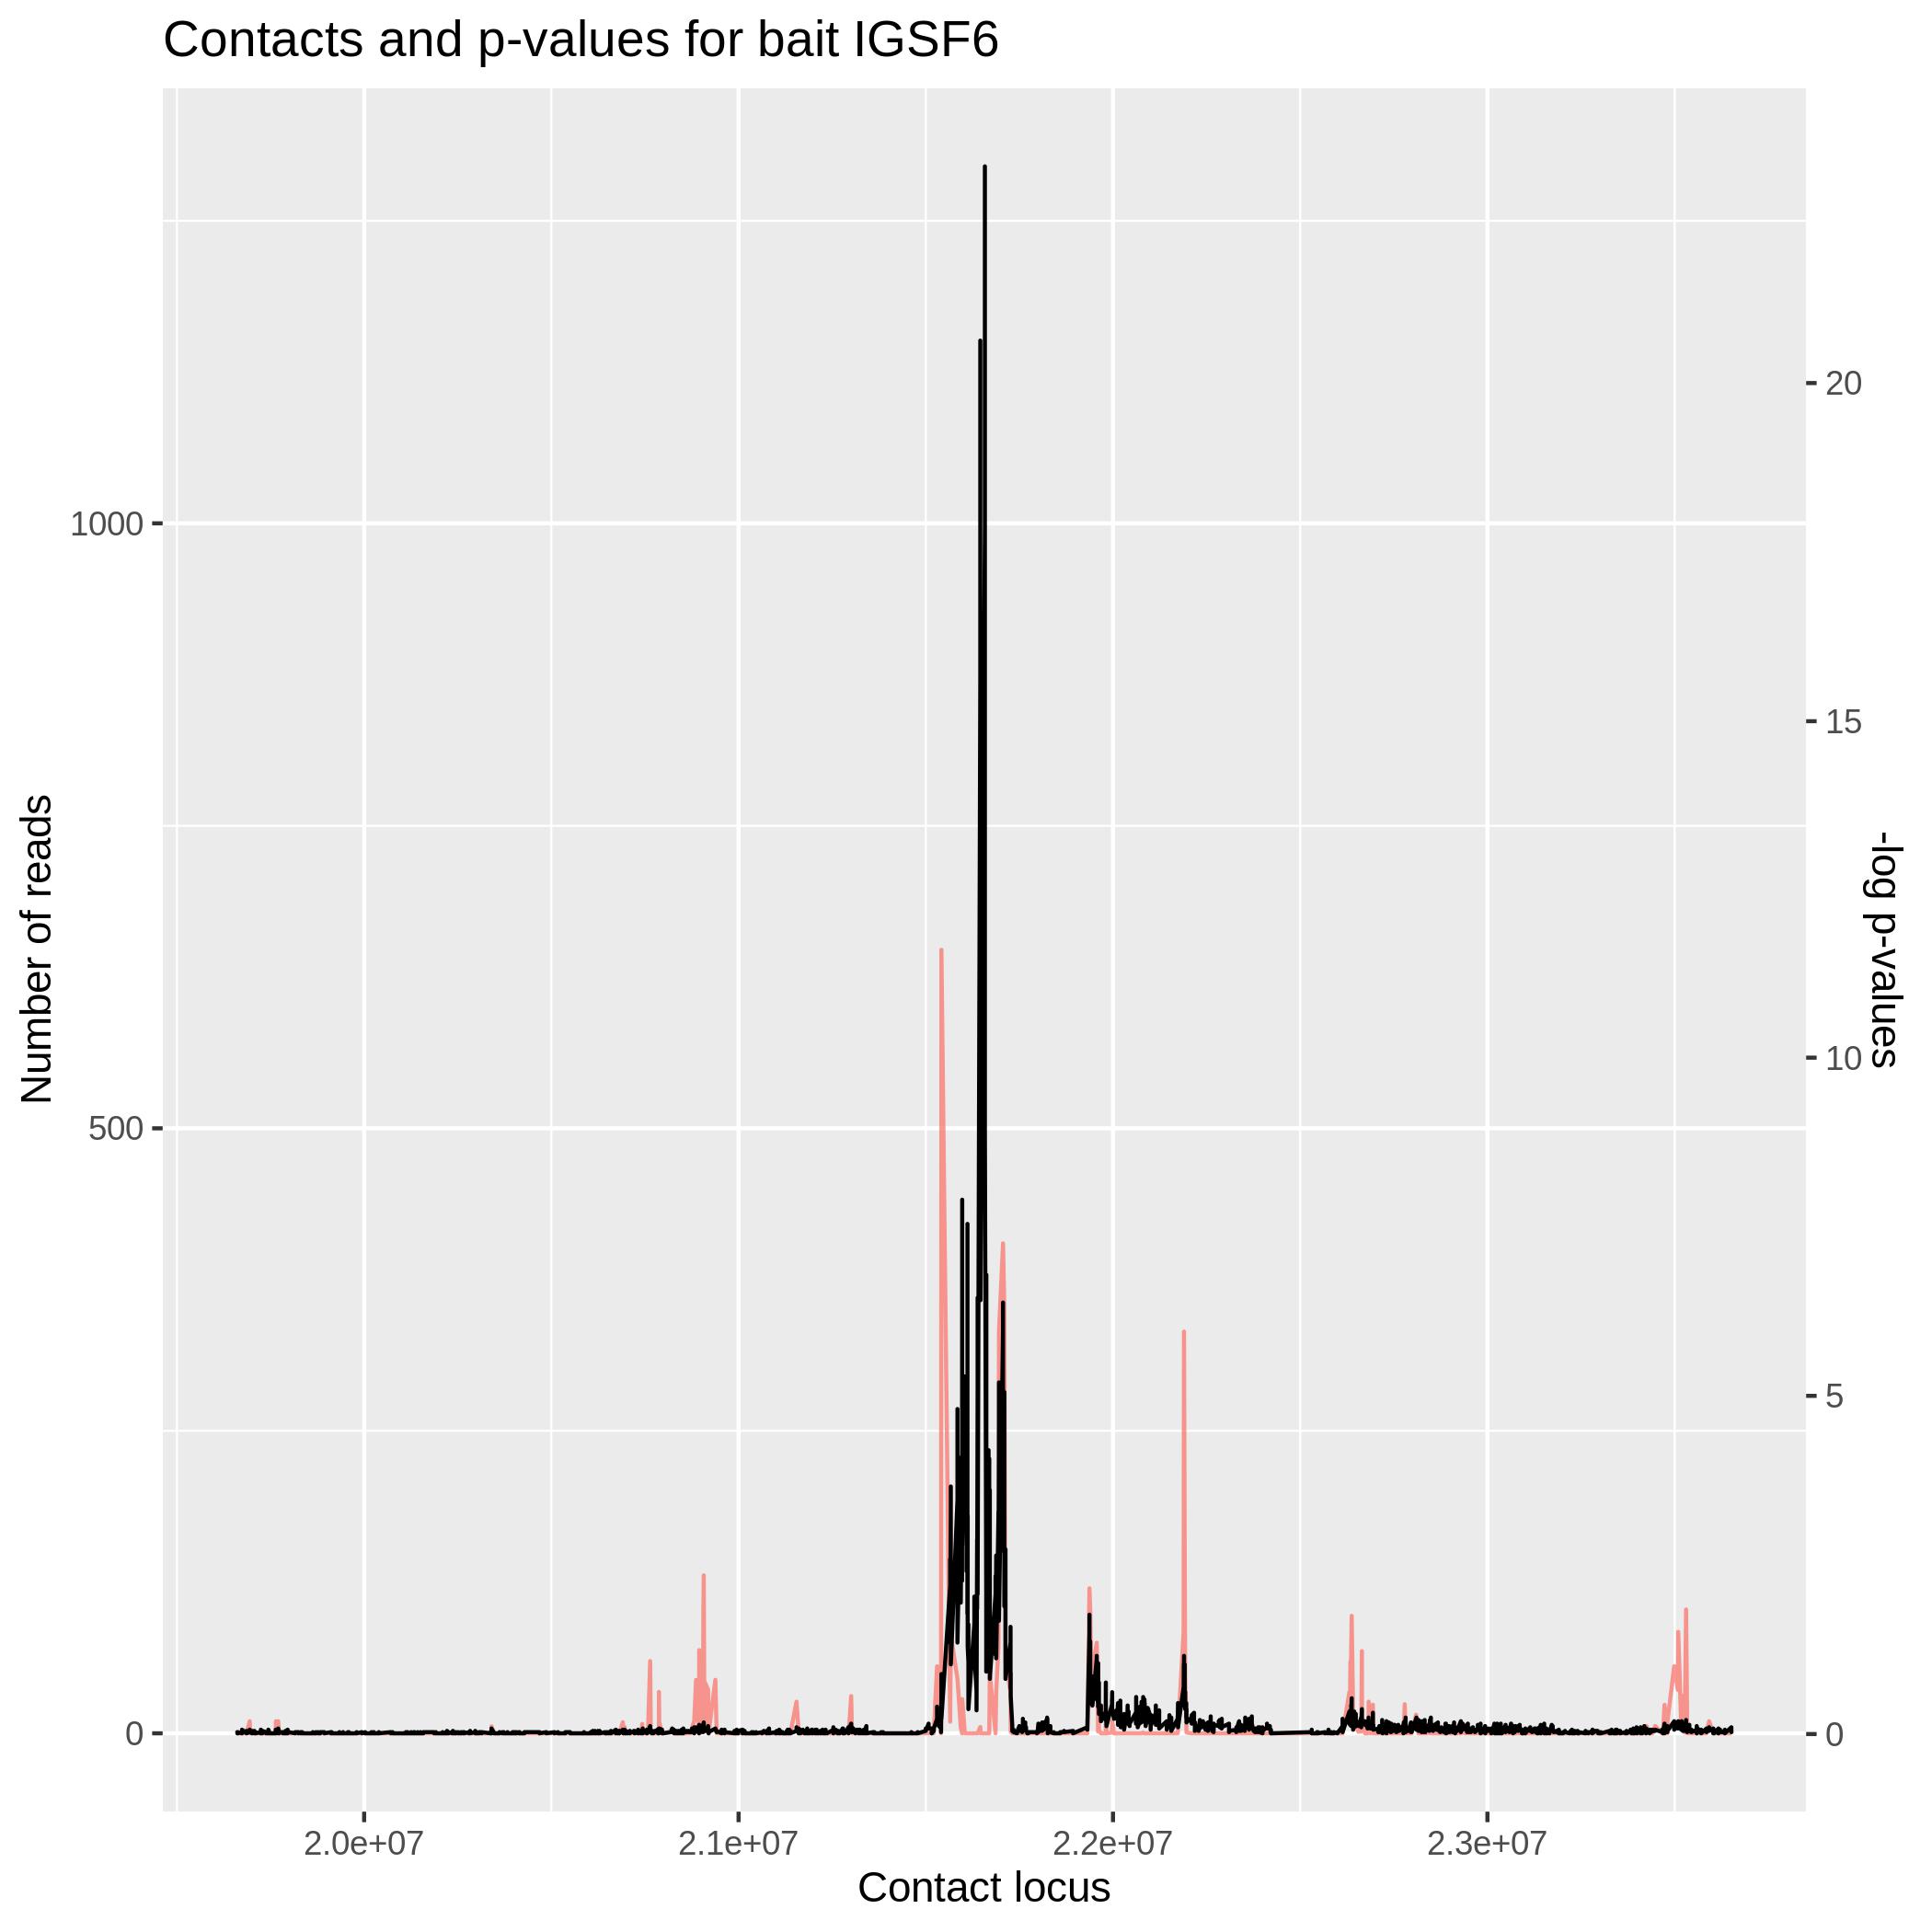 Contacts and p-values for bait IGSF6
Number of reads
1000
500
0
20
15
10
5
0
-log p-values
2.0e+07
2.1e+07
2.2e+07
2.3e+07
Contact locus